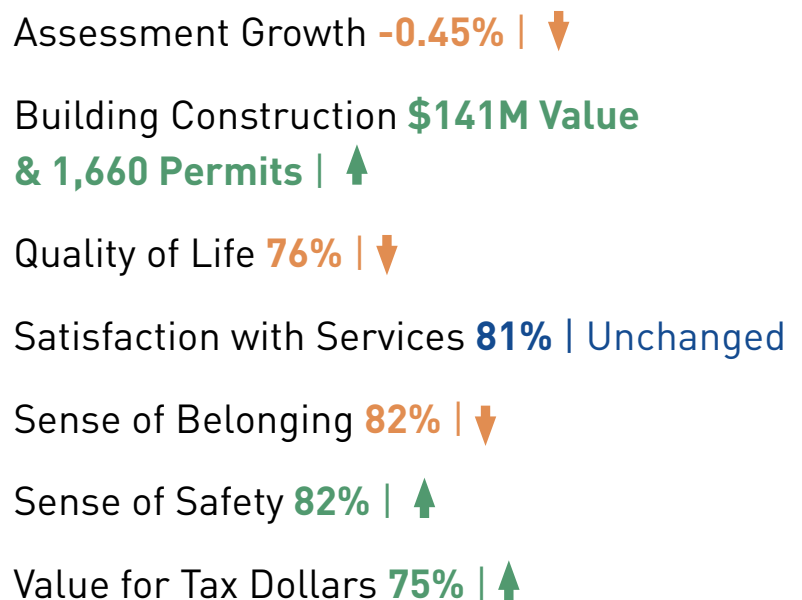 Assessment Growth -0.45% |
Building Construction $141M Value
& 1,660 Permits |
Quality of Life 76% |
Satisfaction with Services 81% | Unchanged
Sense of Belonging 82% |
Sense of Safety 82% |
Value for Tax Dollars 75% |